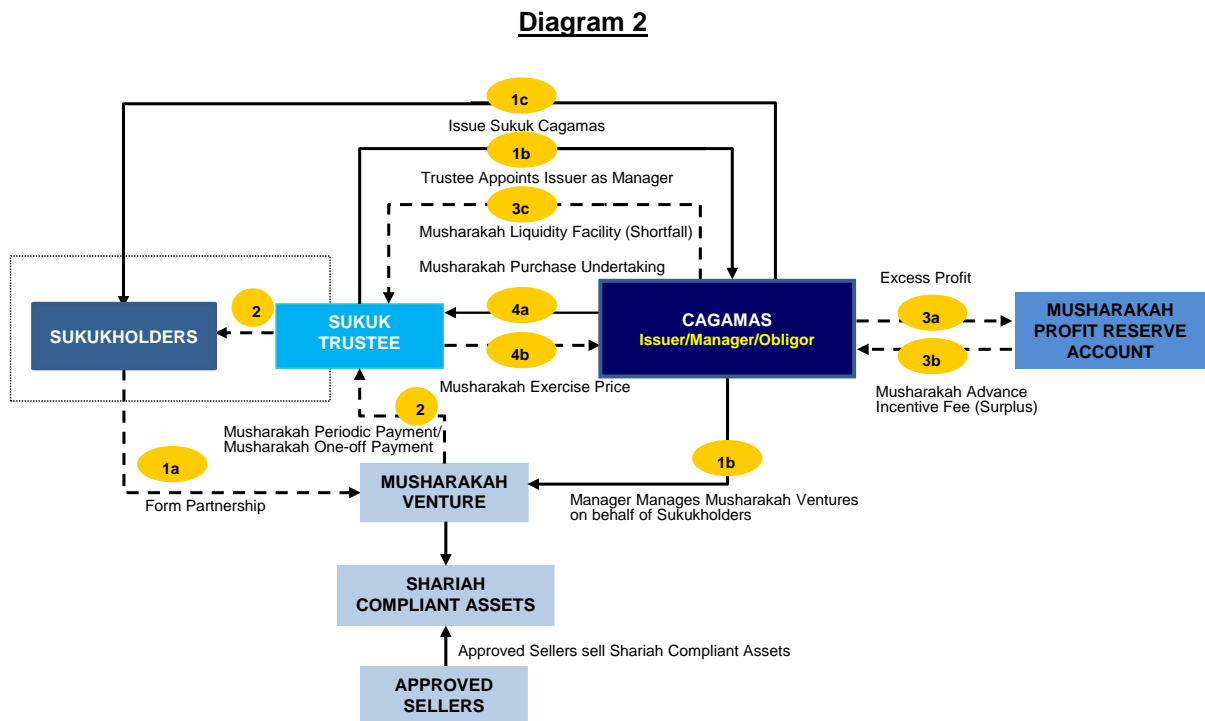 Diagram 2
1c
Issue Sukuk Cagamas
1b
Trustee Appoints Issuer as Manager
3c
Musharakah Liquidity Facility (Shortfall)
Musharakah Purchase Undertaking
Excess Profit
SUKUKHOLDERS
2
SUKUK
TRUSTEE
4a
4b
CAGAMAS
Issuer/Manager/Obligor
3a
3b
MUSHARAKAH
PROFIT RESERVE
ACCOUNT
Musharakah Exercise Price
Musharakah Advance
Incentive Fee (Surplus)
2
Musharakah Periodic Payment/
Musharakah One-off Payment
1a
Form Partnership
MUSHARAKAH
VENTURE
1b
Manager Manages Musharakah Ventures
on behalf of Sukukholders
SHARIAH
COMPLIANT ASSETS
Approved Sellers sell Shariah Compliant Assets
APPROVED
SELLERS